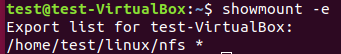 test@test-VirtualBox:~$ showmount -e
Export list for test-VirtualBox:
/home/test/linux/nfs *